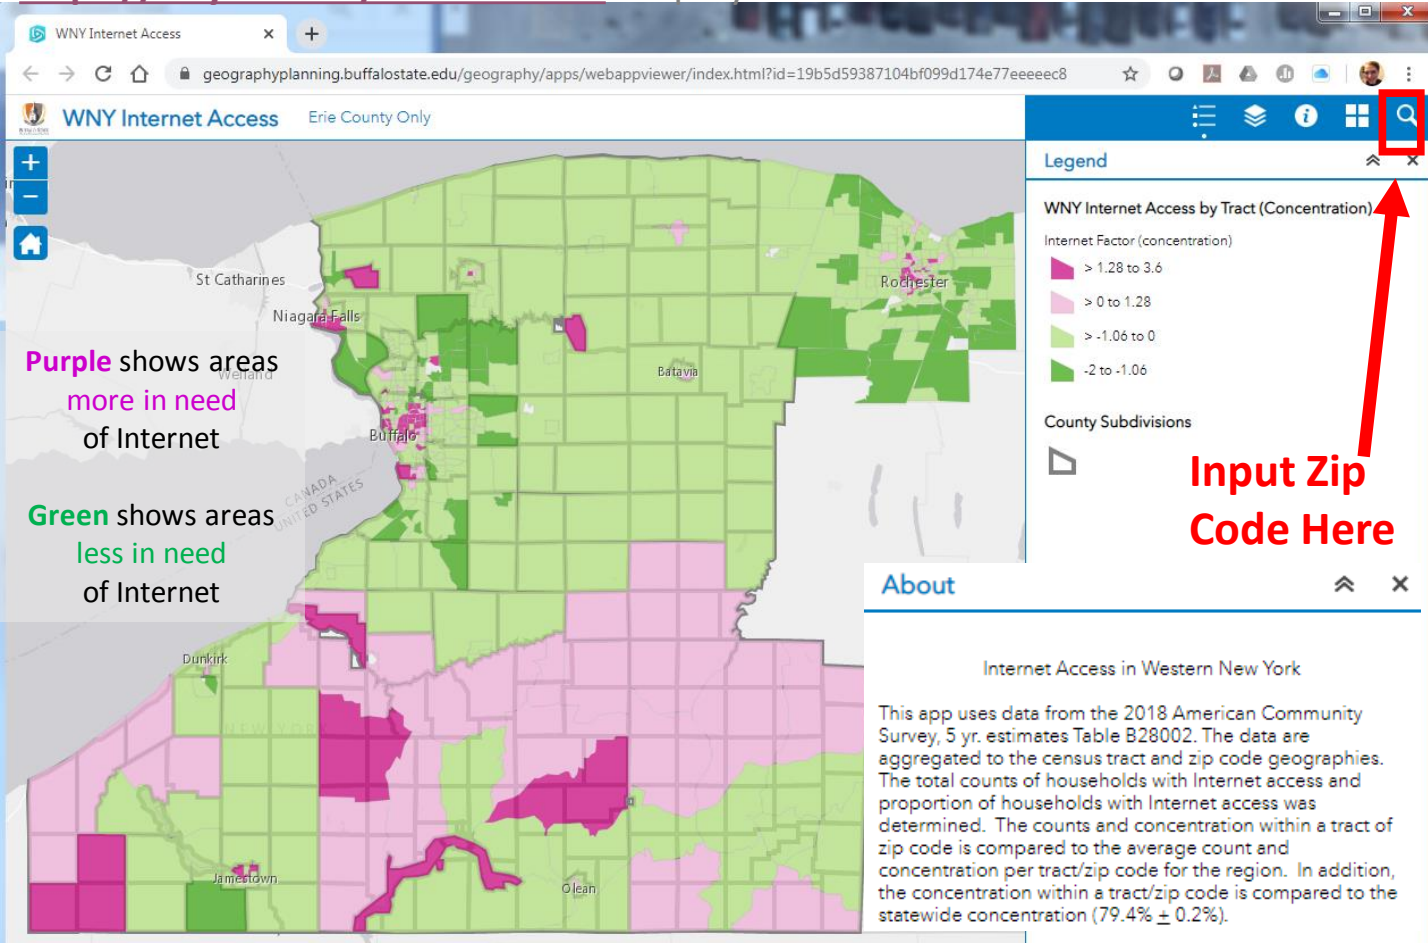 WNY Internet Access
geographyplanning.buffalostate.edu/geography/apps/webappviewer/index.html?id=19b5d59387104bf099d174e77eeeeec8
WNY Internet Access Erie County Only
Legend
WNY Internet Access by Tract (Concentration)
Internet Factor (concentration)
> 1.28 to 3.6
> 0 to 1.28
> -1.06 to 0
-2 to -1.06
County Subdivisions
Input Zip
Code Here
St Catharines
Niagara Falls
Rochester
Welland
Batavia
Buffalo
CANADA
UNITED STATES
Dunkirk
NEW YORK
Jamestown
Olean
Purple shows areas
more in need
of Internet
Green shows areas
less in need
of Internet
About
Internet Access in Western New York
This app uses data from the 2018 American Community
Survey, 5 yr. estimates Table B28002. The data are
aggregated to the census tract and zip code geographies.
The total counts of households with Internet access and
proportion of households with Internet access was
determined. The counts and concentration within a tract of
zip code is compared to the average count and
concentration per tract/zip code for the region. In addition,
the concentration within a tract/zip code is compared to the
statewide concentration (79.4% ± 0.2%).